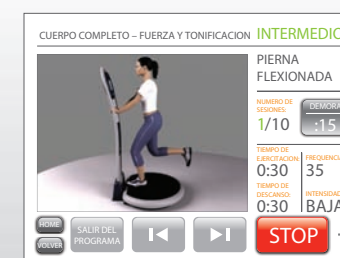 CUERPO COMPLETO – FUERZA Y TONIFICACION INTERMEDIO
PIERNA
FLEXIONADA
NUMERO DE
SESIONES:
1/10
DEMORA
:15
TIEMPO DE
EJERCITACION:
0:30
FRECUENCIA
35
TIEMPO DE
DESCANSO:
0:30
INTENSIDAD
BAJA
HOME
VOLVER
SALIR DEL
PROGRAMA
STOP